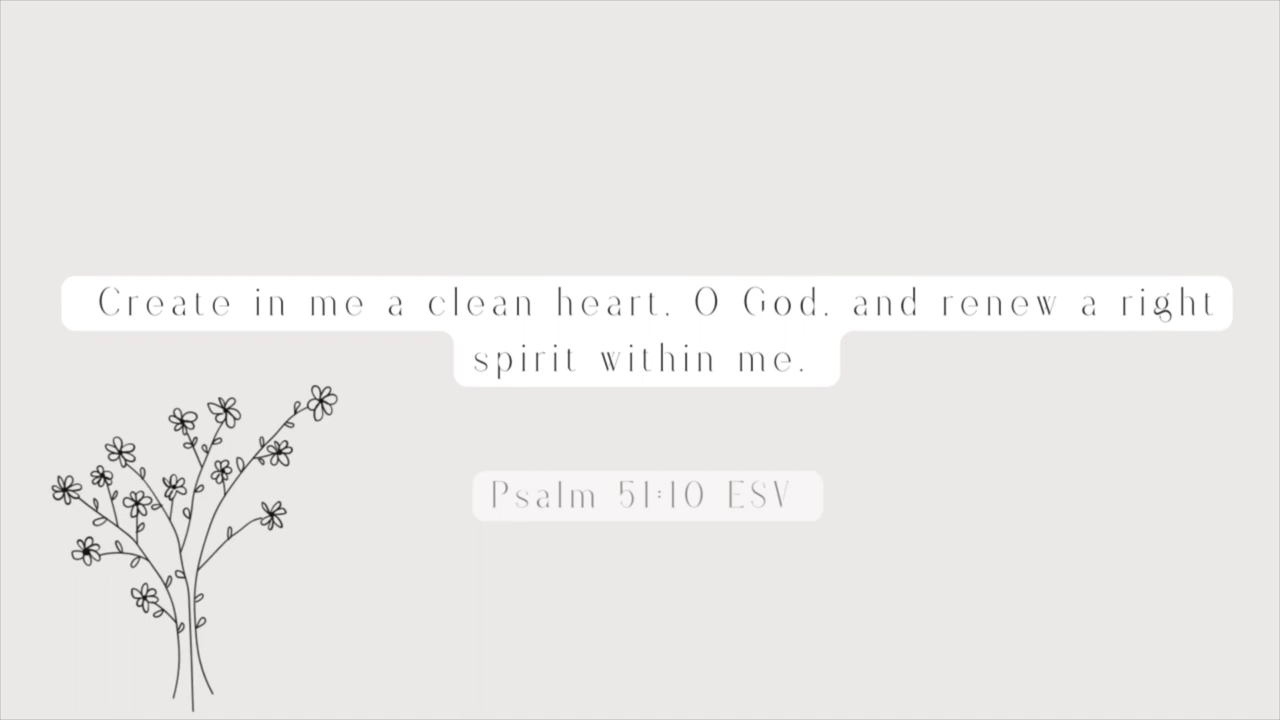 Create in me a clean heart, O God, and renew a right
spirit within me.
Psalm 51:10 ESV